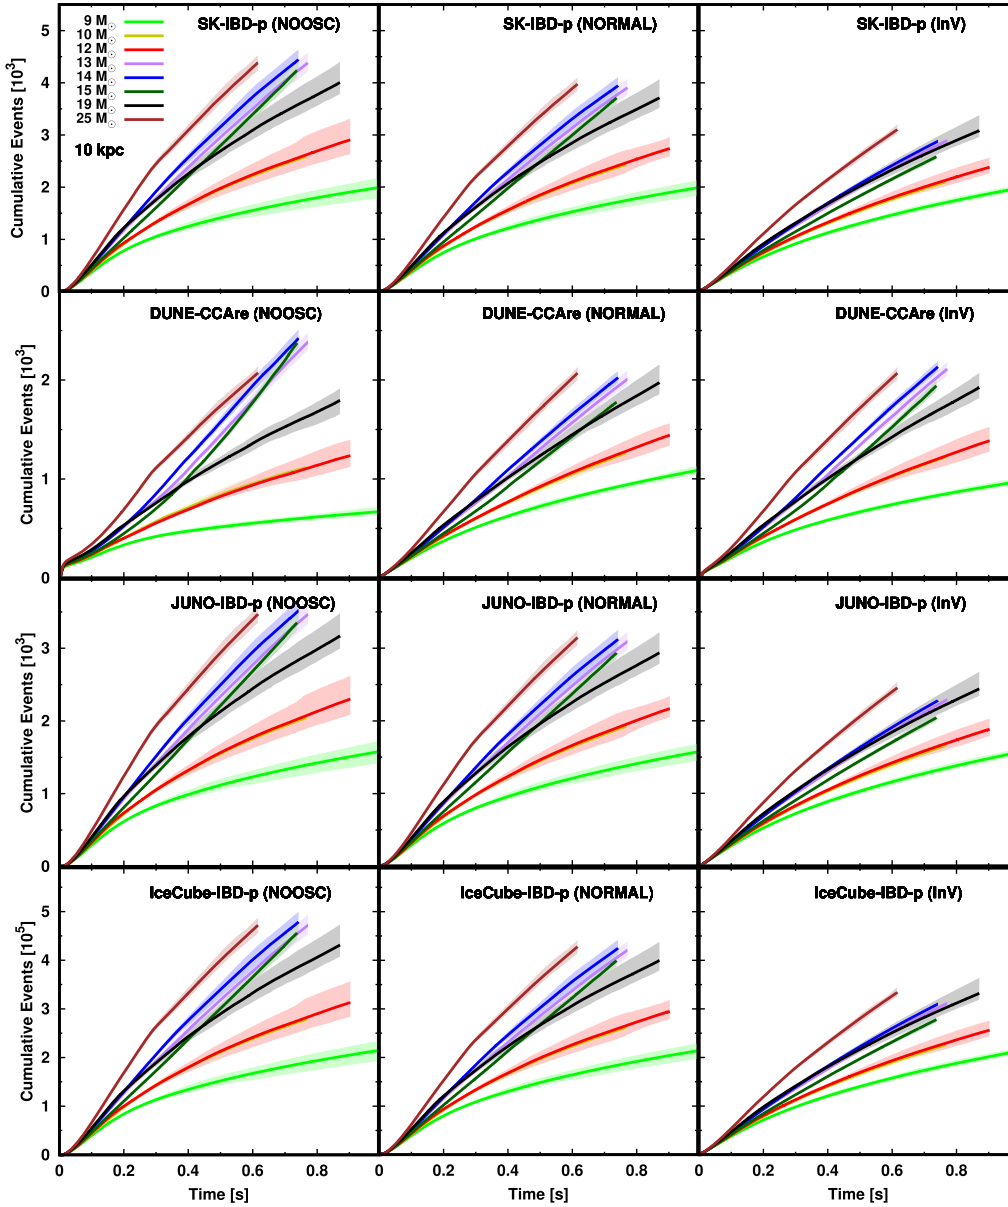 SK-IBD-p (NOOSC)
SK-IBD-p (NORMAL)
SK-IBD-p (InV)
9 M☉
10 M☉
12 M☉
13 M☉
14 M☉
15 M☉
19 M☉
25 M☉
10 kpc
Cumulative Events [10³]
5
4
3
2
1
0
DUNE-CCAre (NOOSC)
DUNE-CCAre (NORMAL)
DUNE-CCAre (InV)
Cumulative Events [10³]
2
1
0
JUNO-IBD-p (NOOSC)
JUNO-IBD-p (NORMAL)
JUNO-IBD-p (InV)
Cumulative Events [10³]
3
2
1
0
IceCube-IBD-p (NOOSC)
IceCube-IBD-p (NORMAL)
IceCube-IBD-p (InV)
Cumulative Events [10⁵]
5
4
3
2
1
0
0 0.2 0.4 0.6 0.8 0 0.2 0.4 0.6 0.8 0 0.2 0.4 0.6 0.8
Time [s] Time [s] Time [s]